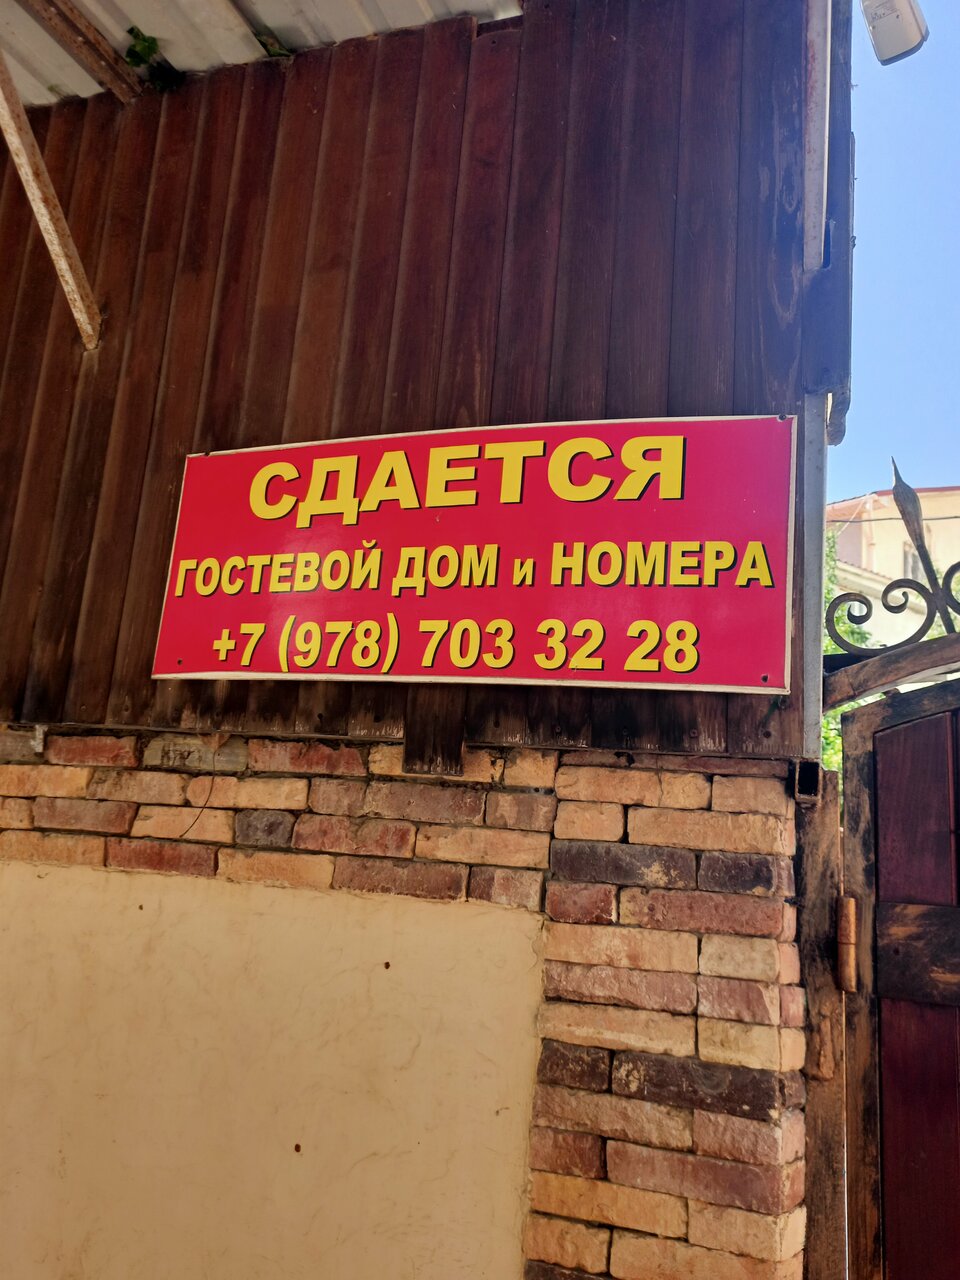 СДАЕТСЯ
ГОСТЕВОЙ ДОМ и НОМЕРА
+7 (978) 703 32 28